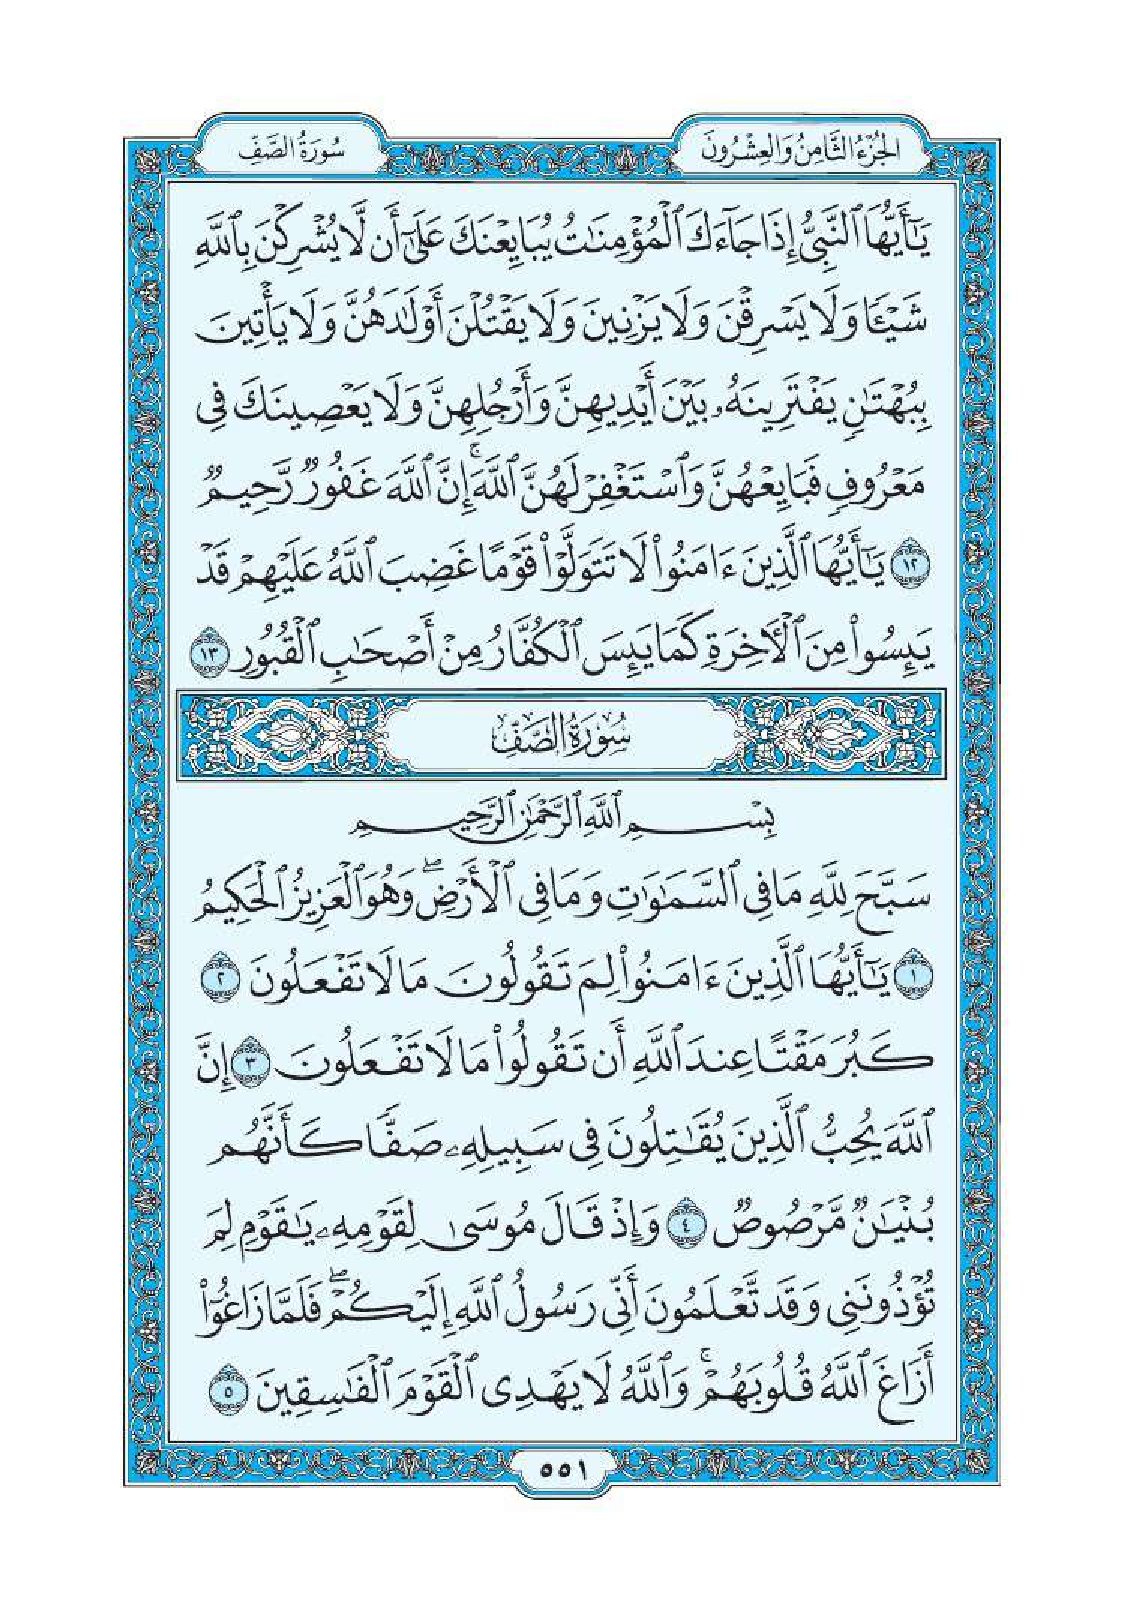 الجُزْءُ الثَّامِنُ وَالعِشْرُونَ
سُورَةُ الصَّفِّ
يَٰٓأَيُّهَا ٱلنَّبِىُّ إِذَا جَآءَكَ ٱلْمُؤْمِنَٰتُ يُبَايِعْنَكَ عَلَىٰٓ أَن لَّا يُشْرِكْنَ بِٱللَّهِ
شَيْـًٔا وَلَا يَسْرِقْنَ وَلَا يَزْنِينَ وَلَا يَقْتُلْنَ أَوْلَٰدَهُنَّ وَلَا يَأْتِينَ
بِبُهْتَٰنٍ يَفْتَرِينَهُۥ بَيْنَ أَيْدِيهِنَّ وَأَرْجُلِهِنَّ وَلَا يَعْصِينَكَ فِى
مَعْرُوفٍ فَبَايِعْهُنَّ وَٱسْتَغْفِرْ لَهُنَّ ٱللَّهَ ۚ إِنَّ ٱللَّهَ غَفُورٌ رَّحِيمٌ
١٢ يَٰٓأَيُّهَا ٱلَّذِينَ ءَامَنُوا۟ لَا تَتَوَلَّوْا۟ قَوْمًا غَضِبَ ٱللَّهُ عَلَيْهِمْ قَدْ
يَئِسُوا۟ مِنَ ٱلْـَٔاخِرَةِ كَمَا يَئِسَ ٱلْكُفَّارُ مِنْ أَصْحَٰبِ ٱلْقُبُورِ ١٣
سُورَةُ الصَّفِّ
بِسْمِ ٱللَّهِ ٱلرَّحْمَٰنِ ٱلرَّحِيمِ
سَبَّحَ لِلَّهِ مَا فِى ٱلسَّمَٰوَٰتِ وَمَا فِى ٱلْأَرْضِ ۖ وَهُوَ ٱلْعَزِيزُ ٱلْحَكِيمُ
١ يَٰٓأَيُّهَا ٱلَّذِينَ ءَامَنُوا۟ لِمَ تَقُولُونَ مَا لَا تَفْعَلُونَ ٢
كَبُرَ مَقْتًا عِندَ ٱللَّهِ أَن تَقُولُوا۟ مَا لَا تَفْعَلُونَ ٣ إِنَّ
ٱللَّهَ يُحِبُّ ٱلَّذِينَ يُقَٰتِلُونَ فِى سَبِيلِهِۦ صَفًّا كَأَنَّهُم
بُنْيَٰنٌ مَّرْصُوصٌ ٤ وَإِذْ قَالَ مُوسَىٰ لِقَوْمِهِۦ يَٰقَوْمِ لِمَ
تُؤْذُونَنِى وَقَد تَّعْلَمُونَ أَنِّى رَسُولُ ٱللَّهِ إِلَيْكُمْ ۖ فَلَمَّا زَاغُوٓا۟
أَزَاغَ ٱللَّهُ قُلُوبَهُمْ ۚ وَٱللَّهُ لَا يَهْدِى ٱلْقَوْمَ ٱلْفَٰسِقِينَ ٥
٥٥١